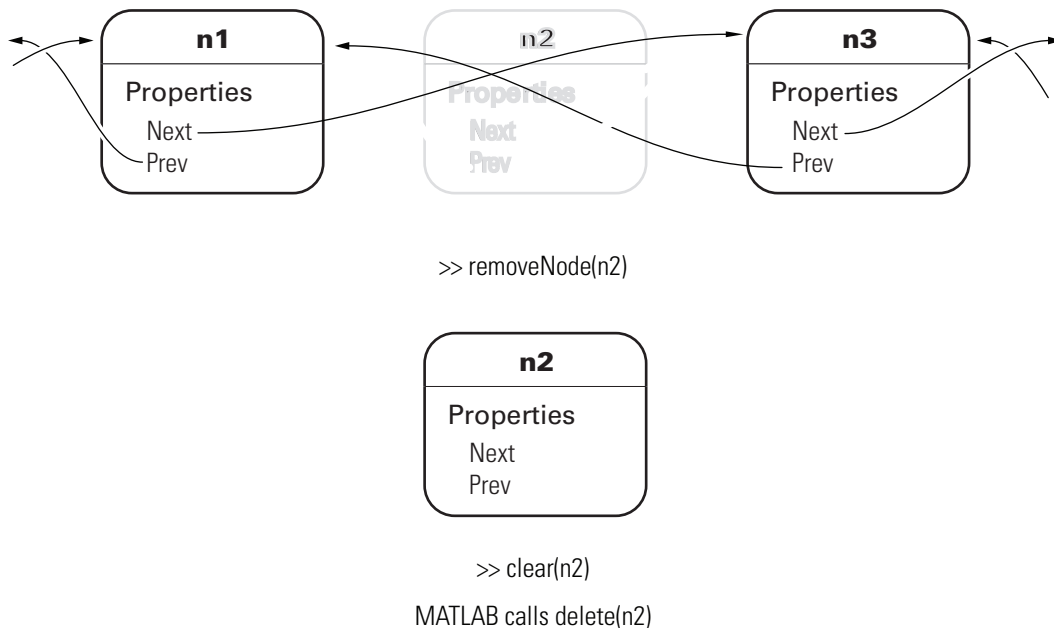 n1
Properties
Next
Prev
n2
Properties
Next
Prev
n3
Properties
Next
Prev
>> removeNode(n2)
n2
Properties
Next
Prev
>> clear(n2)
MATLAB calls delete(n2)